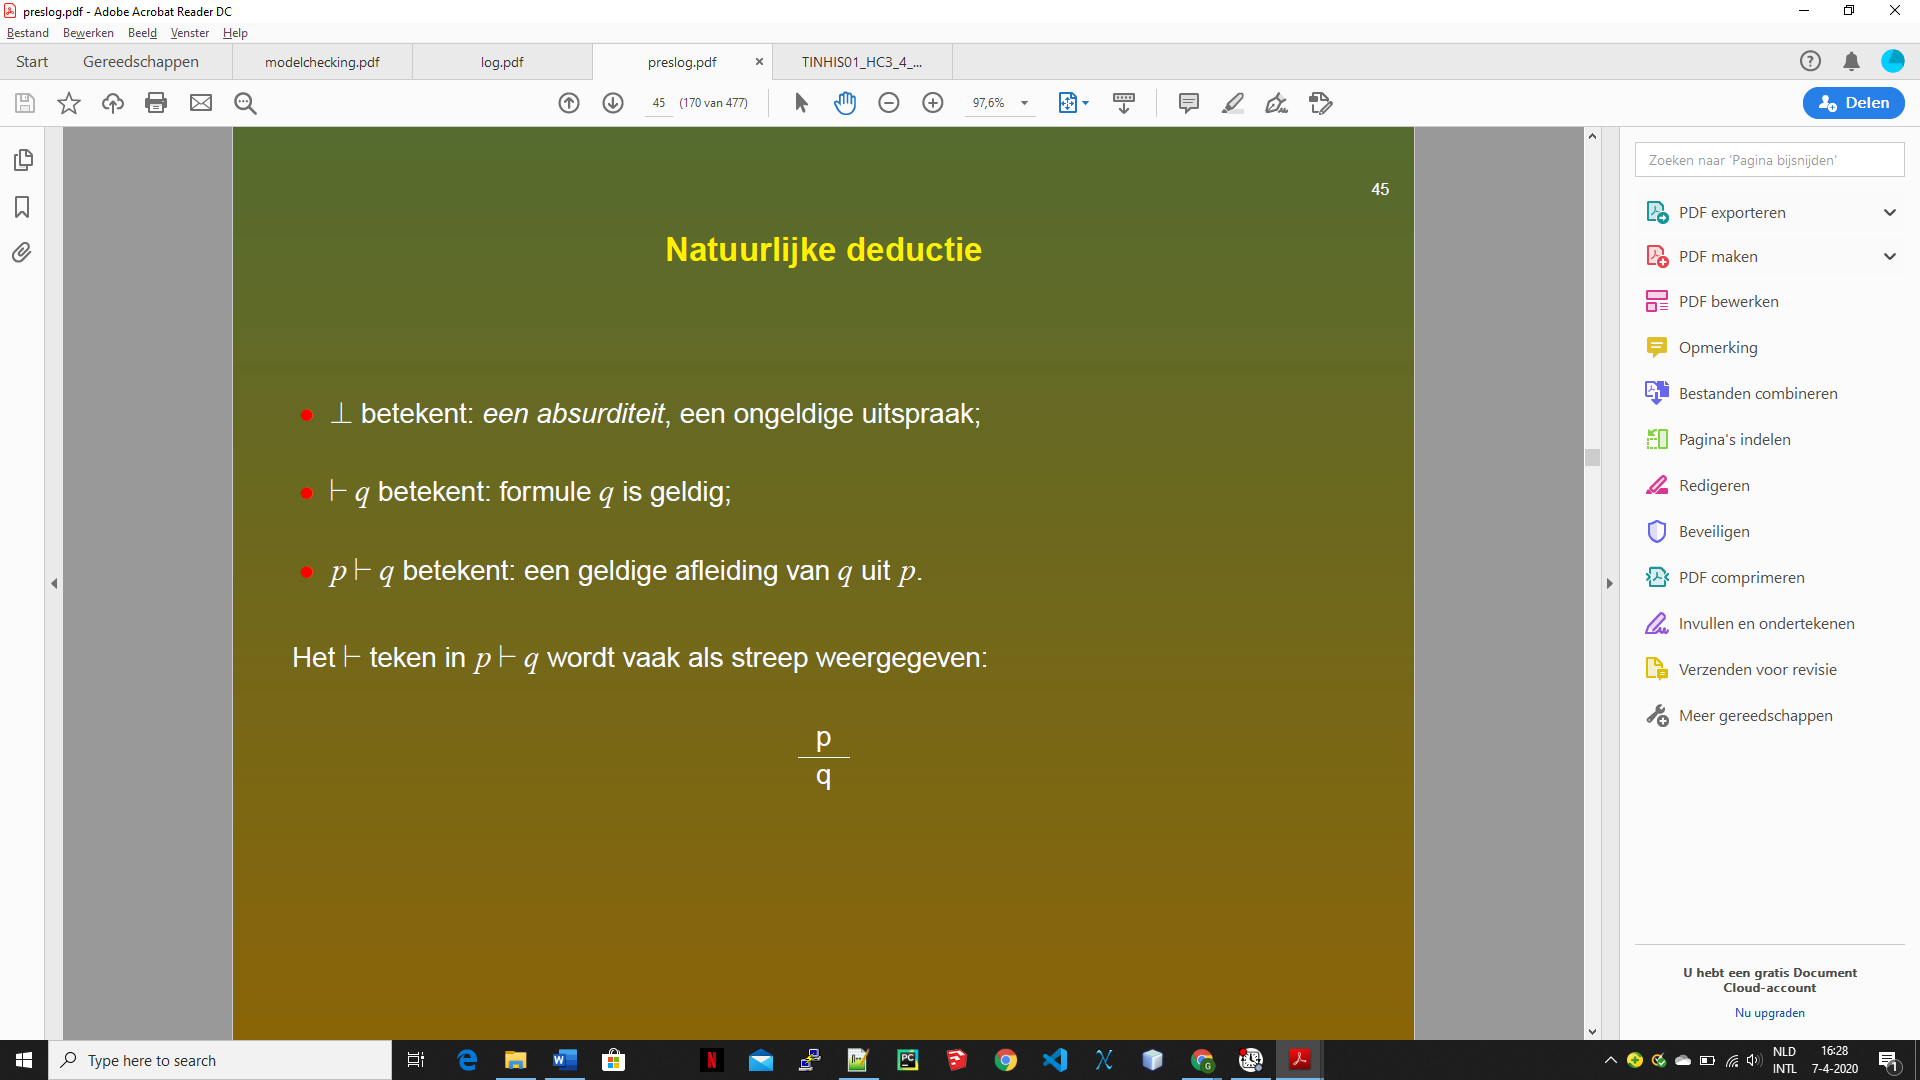 preslog.pdf - Adobe Acrobat Reader DC
Bestand Bewerken Beeld Venster Help
Start Gereedschappen modelchecking.pdf log.pdf preslog.pdf × TINHIS01_HC3_4_...
45 (170 van 477) 97,6% Delen
Zoeken naar 'Pagina bijsnijden'
45
Natuurlijke deductie
• ⊥ betekent: een absurditeit, een ongeldige uitspraak;
• ⊢ q betekent: formule q is geldig;
• p ⊢ q betekent: een geldige afleiding van q uit p.
Het ⊢ teken in p ⊢ q wordt vaak als streep weergegeven:
p
q
PDF exporteren
PDF maken
PDF bewerken
Opmerking
Bestanden combineren
Pagina's indelen
Redigeren
Beveiligen
PDF comprimeren
Invullen en ondertekenen
Verzenden voor revisie
Meer gereedschappen
U hebt een gratis Document
Cloud-account
Nu upgraden
Type here to search
NLD 16:28
INTL 7-4-2020
1